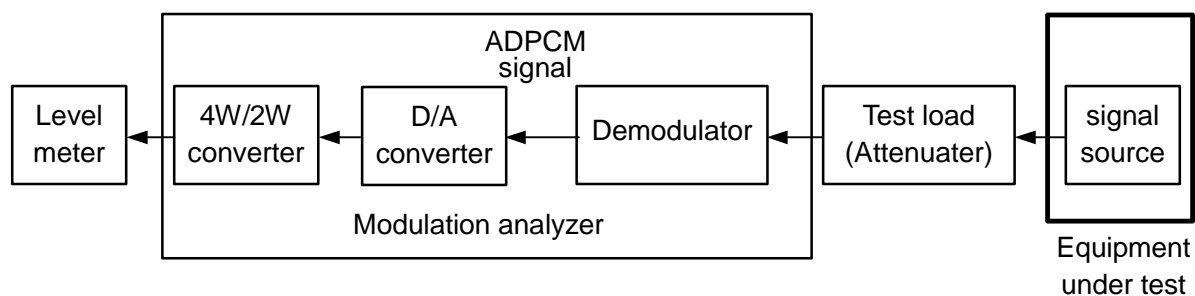 ADPCM
signal
Level
meter
4W/2W
converter
D/A
converter
Demodulator
Test load
(Attenuater)
signal
source
Modulation analyzer
Equipment
under test